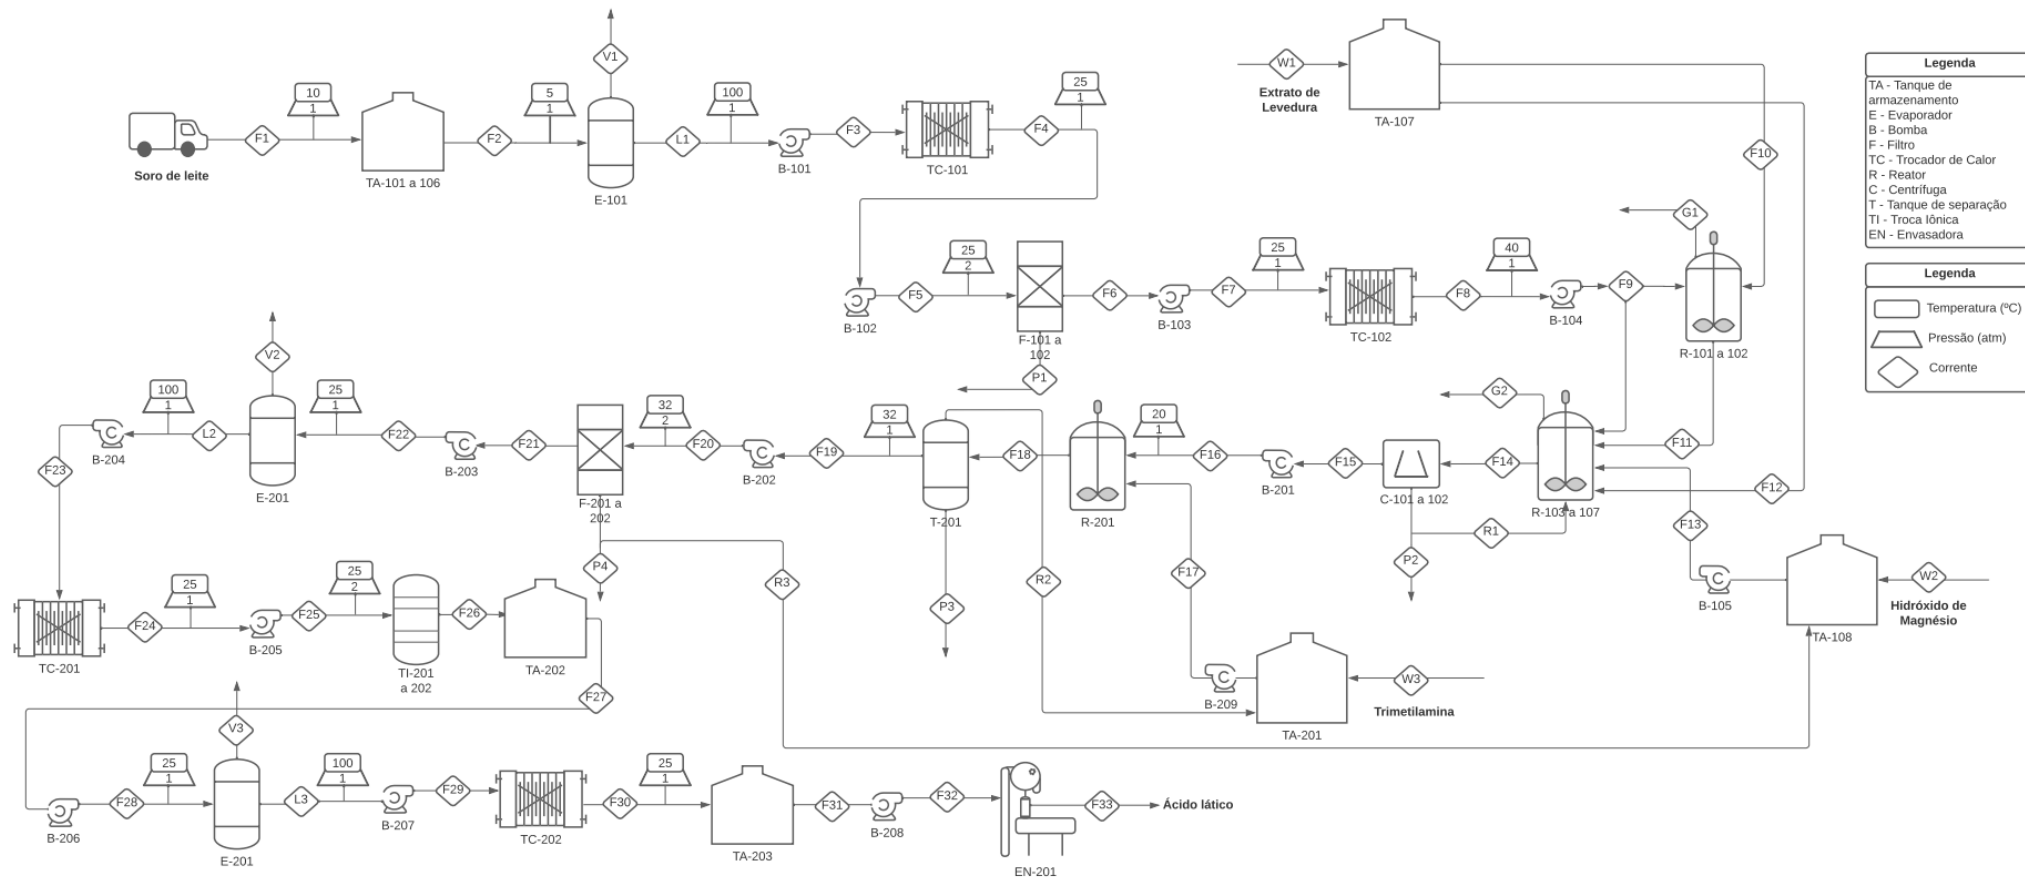 V1
10
1
5
1
100
1
25
1
F1
F2
L1
F3
F4
Soro de leite
TA-101 a 106
E-101
B-101
TC-101
W1
Extrato de
Levedura
TA-107
F10
Legenda
TA - Tanque de
armazenamento
E - Evaporador
B - Bomba
F - Filtro
TC - Trocador de Calor
R - Reator
C - Centrífuga
T - Tanque de separação
TI - Troca Iônica
EN - Envasadora
Legenda
Temperatura (ºC)
Pressão (atm)
Corrente
G1
25
2
25
1
40
1
F5
F6
F7
F8
F9
B-102
F-101 a
102
B-103
TC-102
B-104
R-101 a 102
P1
V2
100
1
25
1
32
2
32
1
20
1
G2
F23
B-204
L2
F22
B-203
F21
F20
B-202
F19
F18
F16
B-201
F15
F14
F11
E-201
F-201 a
202
T-201
R-201
C-101 a 102
R-103 a 107
F12
F13
R1
P2
P4
R3
R2
P3
F17
B-105
W2
Hidróxido de
Magnésio
TA-108
25
1
25
2
TC-201
F24
B-205
F25
TI-201
a 202
F26
TA-202
F27
B-209
W3
Trimetilamina
TA-201
V3
25
1
100
1
25
1
B-206
F28
E-201
L3
B-207
F29
TC-202
F30
TA-203
F31
B-208
F32
EN-201
F33
Ácido lático